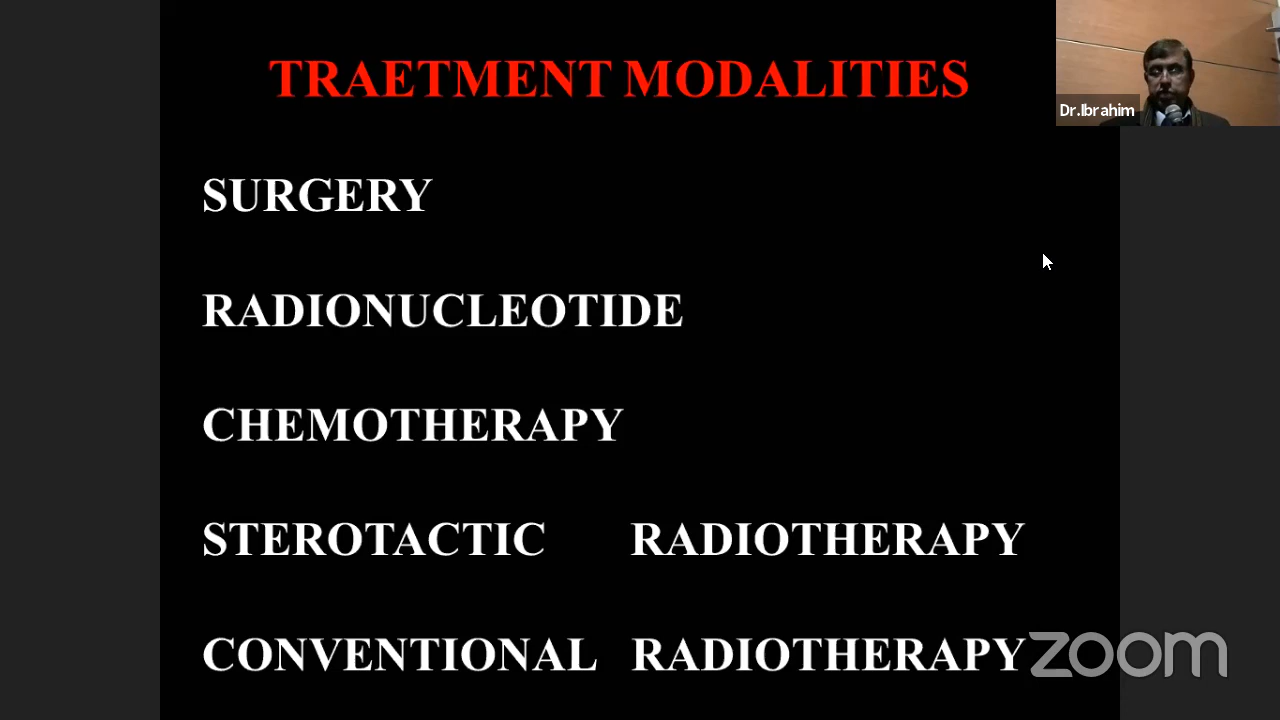 TRAETMENT MODALITIES
Dr.Ibrahim
SURGERY
RADIONUCLEOTIDE
CHEMOTHERAPY
STEROTACTIC RADIOTHERAPY
CONVENTIONAL RADIOTHERAPY
zoom